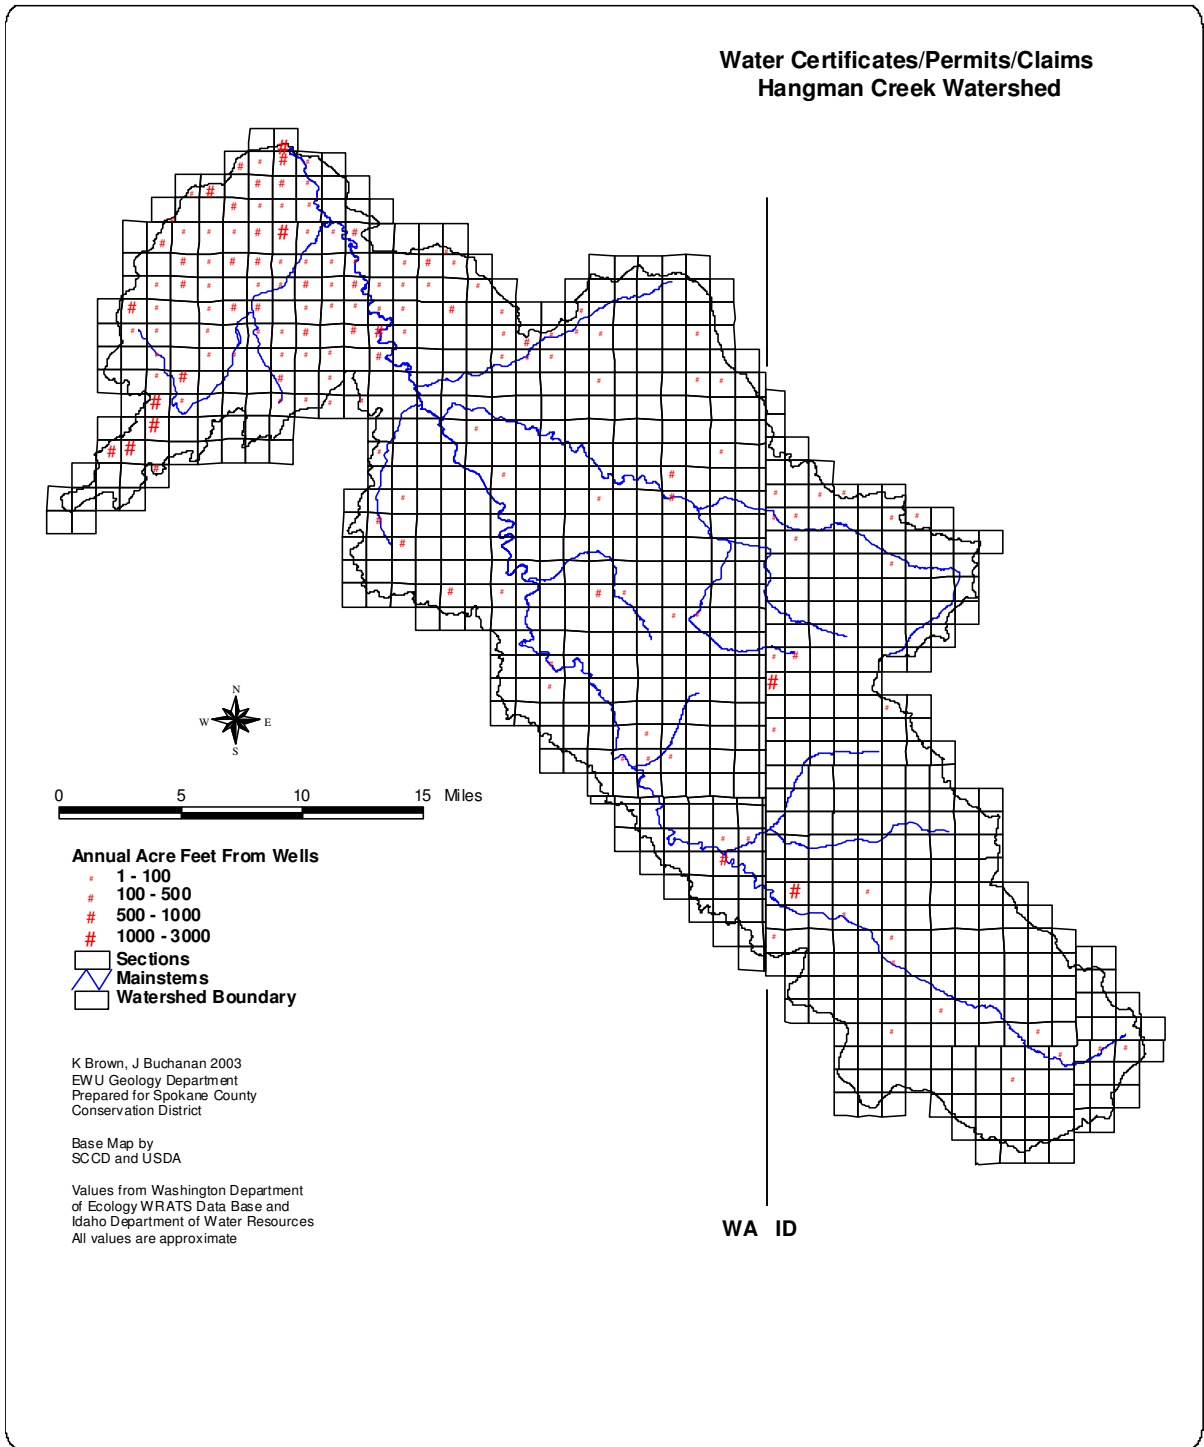 Water Certificates/Permits/Claims
Hangman Creek Watershed
N
W E
S
0 5 10 15 Miles
Annual Acre Feet From Wells
# 1 - 100
# 100 - 500
# 500 - 1000
# 1000 - 3000
Sections
Mainstems
Watershed Boundary
K Brown, J Buchanan 2003
EWU Geology Department
Prepared for Spokane County
Conservation District
Base Map by
SCCD and USDA
Values from Washington Department
of Ecology WRATS Data Base and
Idaho Department of Water Resources
All values are approximate
WA ID